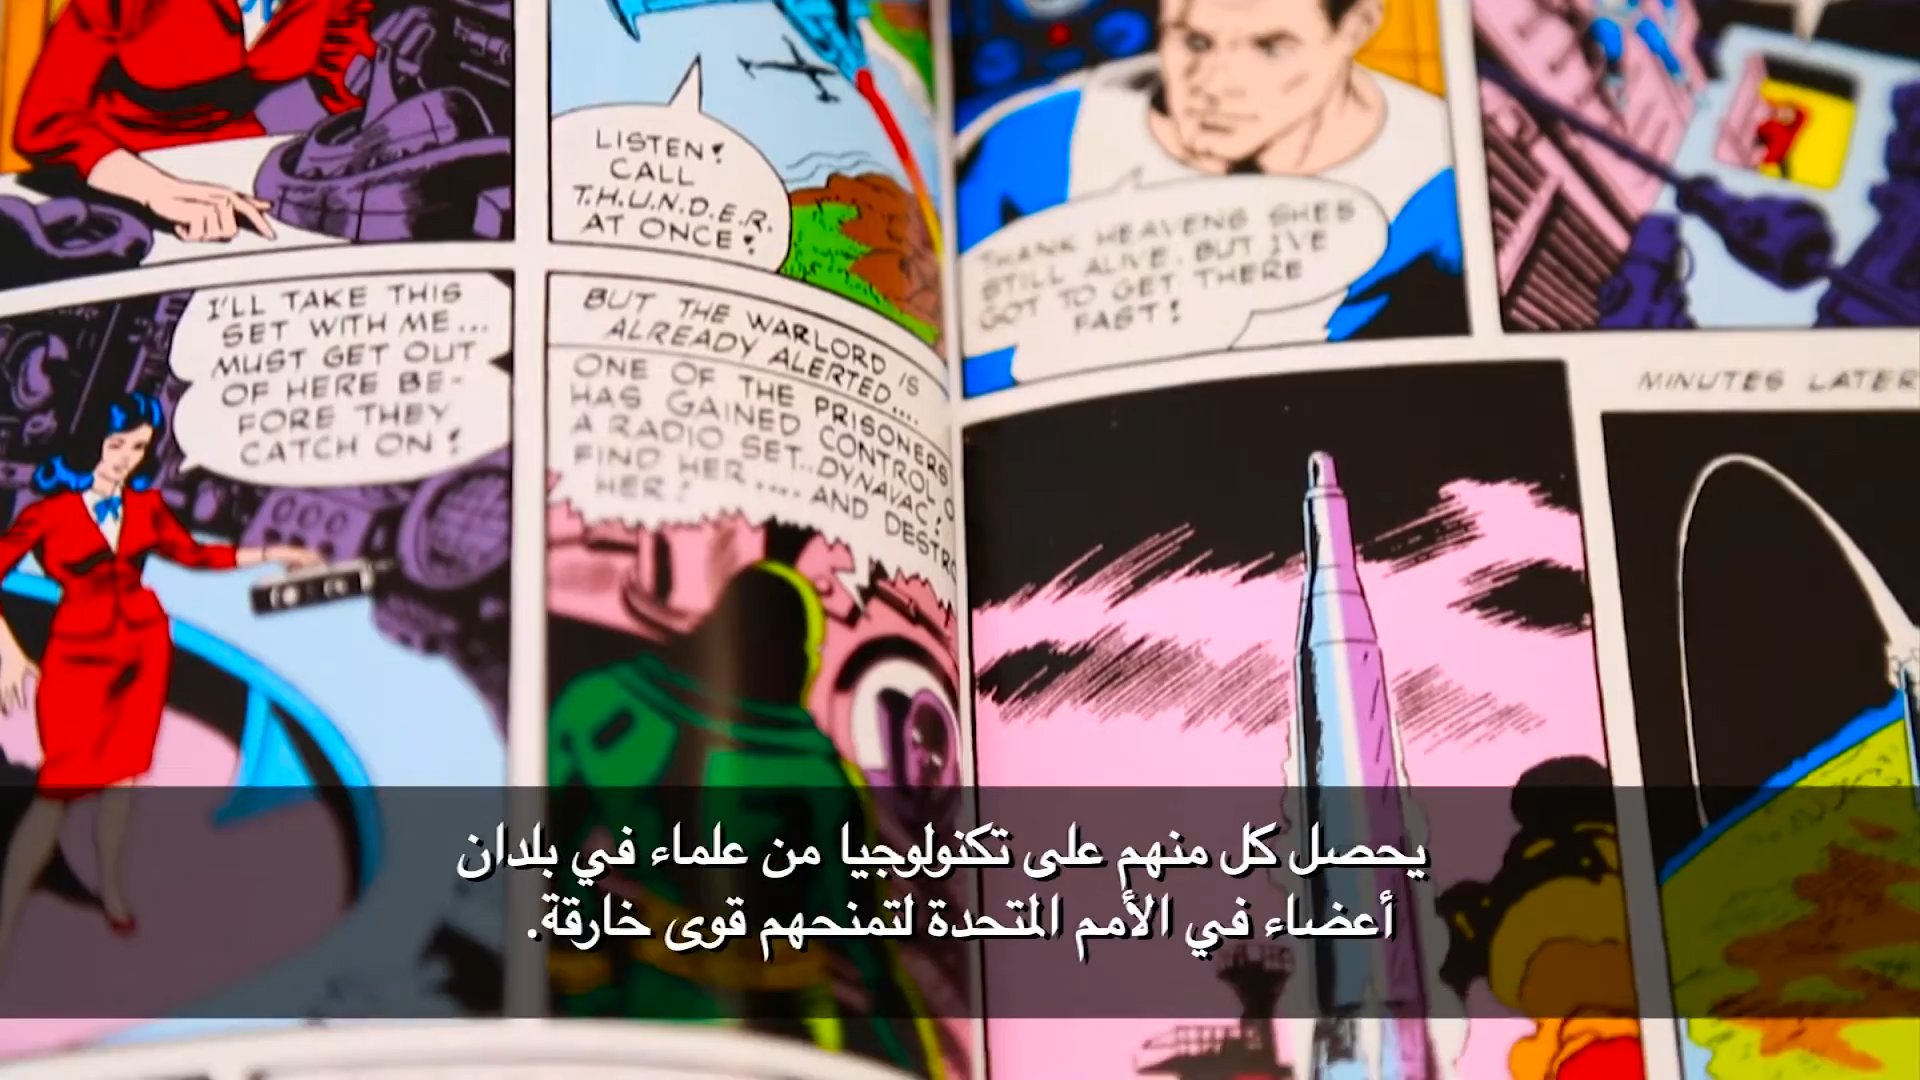 LISTEN!
CALL
T.H.U.N.D.E.R.
AT ONCE!
I'LL TAKE THIS
SET WITH ME...
MUST GET OUT
OF HERE BE-
FORE THEY
CATCH ON!
BUT THE WARLORD IS
ALREADY ALERTED....
ONE OF THE PRISONERS
HAS GAINED CONTROL O
A RADIO SET...DYNAVAC!
FIND HER .... AND DESTR
HER!
THANK HEAVENS SHE'S
STILL ALIVE, BUT I'VE
GOT TO GET THERE
FAST!
MINUTES LATER
يحصل كل منهم على تكنولوجيا من علماء في بلدان
أعضاء في الأمم المتحدة لتمنحهم قوى خارقة.